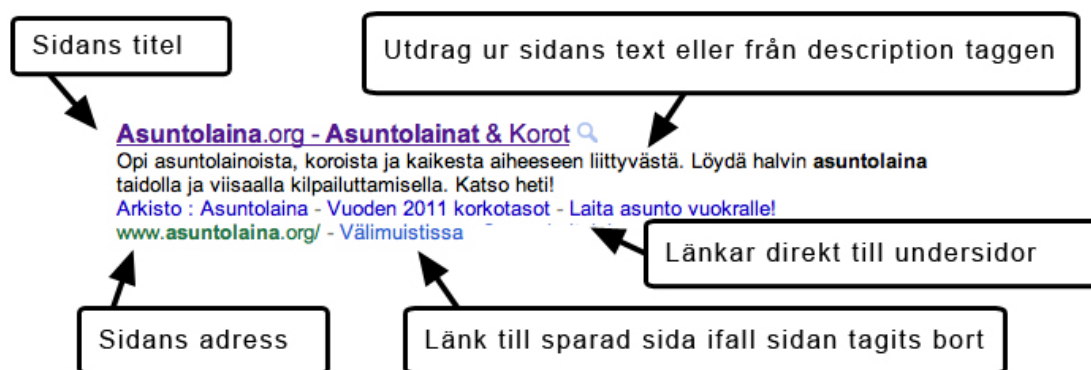 Sidans titel
Utdrag ur sidans text eller från description taggen
Asuntolaina.org - Asuntolainat & Korot
Opi asuntolainoista, koroista ja kaikesta aiheeseen liittyvästä. Löydä halvin asuntolaina
taidolla ja viisaalla kilpailuttamisella. Katso heti!
Arkisto : Asuntolaina - Vuoden 2011 korkotasot - Laita asunto vuokralle!
www.asuntolaina.org/ - Välimuistissa
Länkar direkt till undersidor
Sidans adress
Länk till sparad sida ifall sidan tagits bort